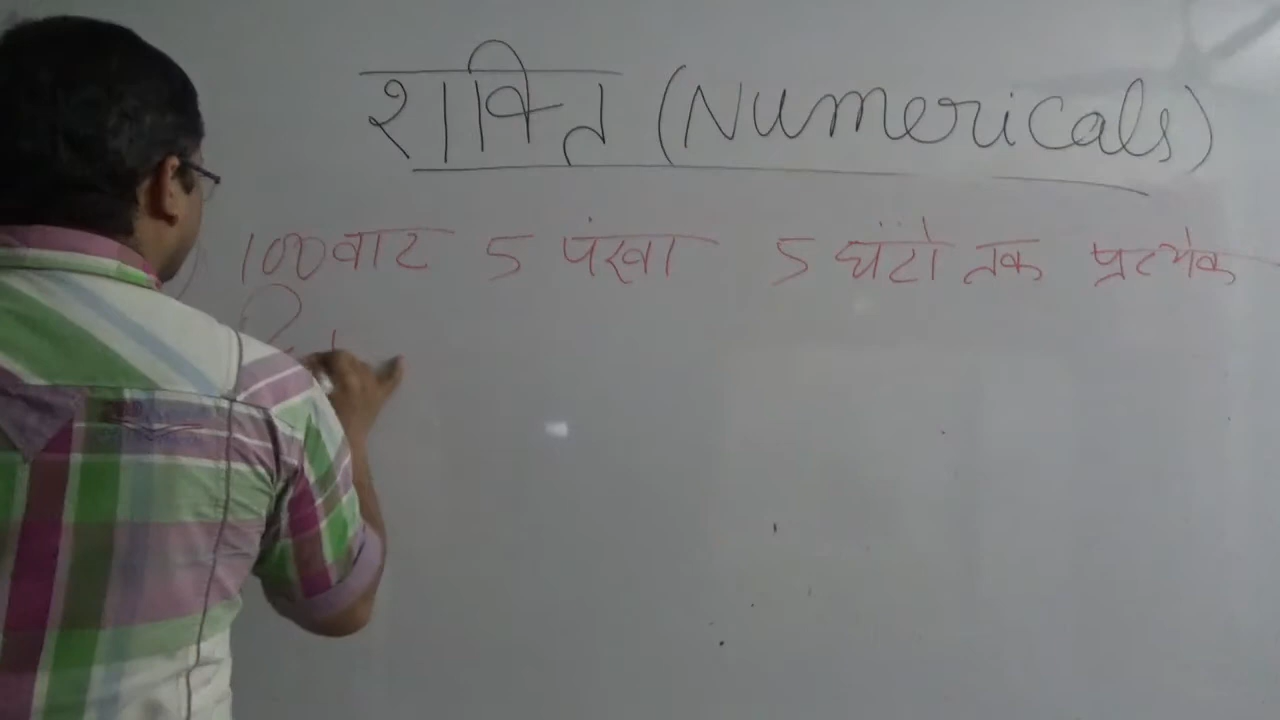 शक्ति (Numericals)
100 वाट 5 पंखा 5 घंटो तक प्रत्येक